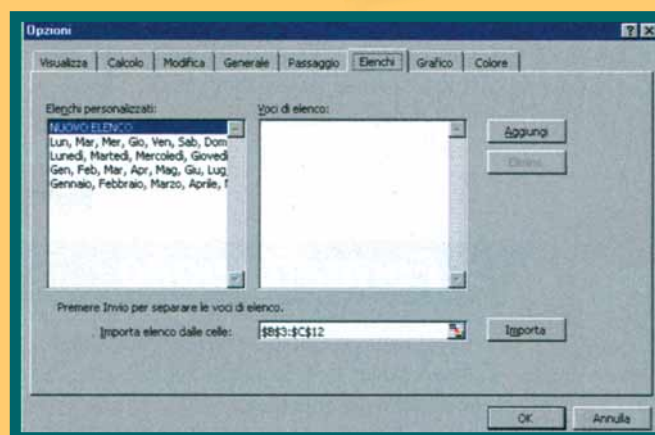 Opzioni
Visualizza Calcolo Modifica Generale Passaggio Elenchi Grafico Colore
Elenchi personalizzati: Voci di elenco:
NUOVO ELENCO
Lun, Mar, Mer, Gio, Ven, Sab, Dom
Lunedì, Martedì, Mercoledì, Giovedì
Gen, Feb, Mar, Apr, Mag, Giu, Lug,
Gennaio, Febbraio, Marzo, Aprile, M
Aggiungi
Elimina
Premere Invio per separare le voci di elenco.
Importa elenco dalle celle: $B$3:$C$12 Importa
OK Annulla